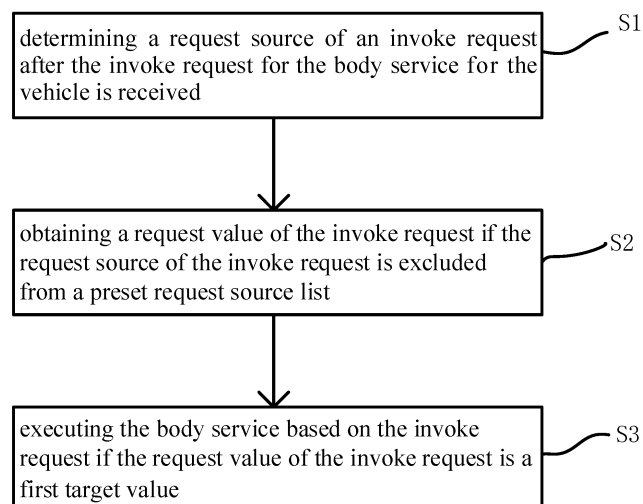 determining a request source of an invoke request
after the invoke request for the body service for the
vehicle is received
S1
obtaining a request value of the invoke request if the
request source of the invoke request is excluded
from a preset request source list
S2
executing the body service based on the invoke
request if the request value of the invoke request is a
first target value
S3